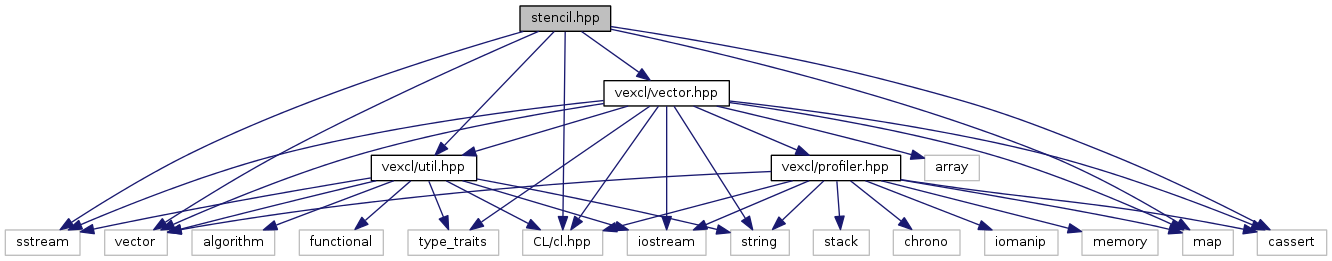 stencil.hpp
vexcl/vector.hpp
vexcl/util.hpp
vexcl/profiler.hpp
array
sstream
vector
algorithm
functional
type_traits
CL/cl.hpp
iostream
string
stack
chrono
iomanip
memory
map
cassert